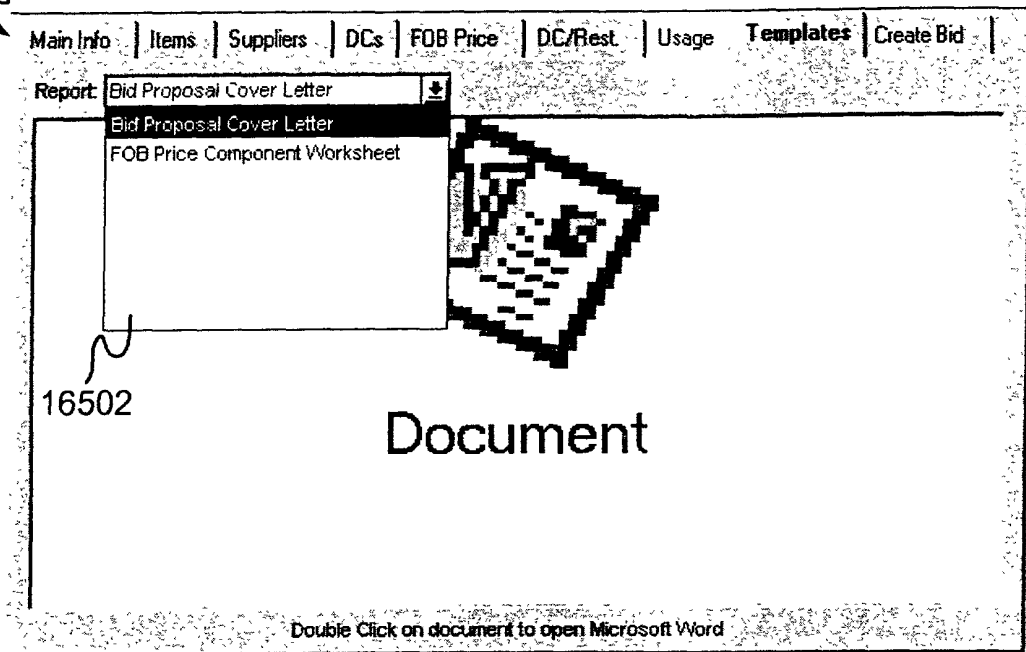 Main Info Items Suppliers DCs FOB Price DC/Rest. Usage Templates Create Bid
Report: Bid Proposal Cover Letter
Bid Proposal Cover Letter
FOB Price Component Worksheet
16502
Document
Double Click on document to open Microsoft Word